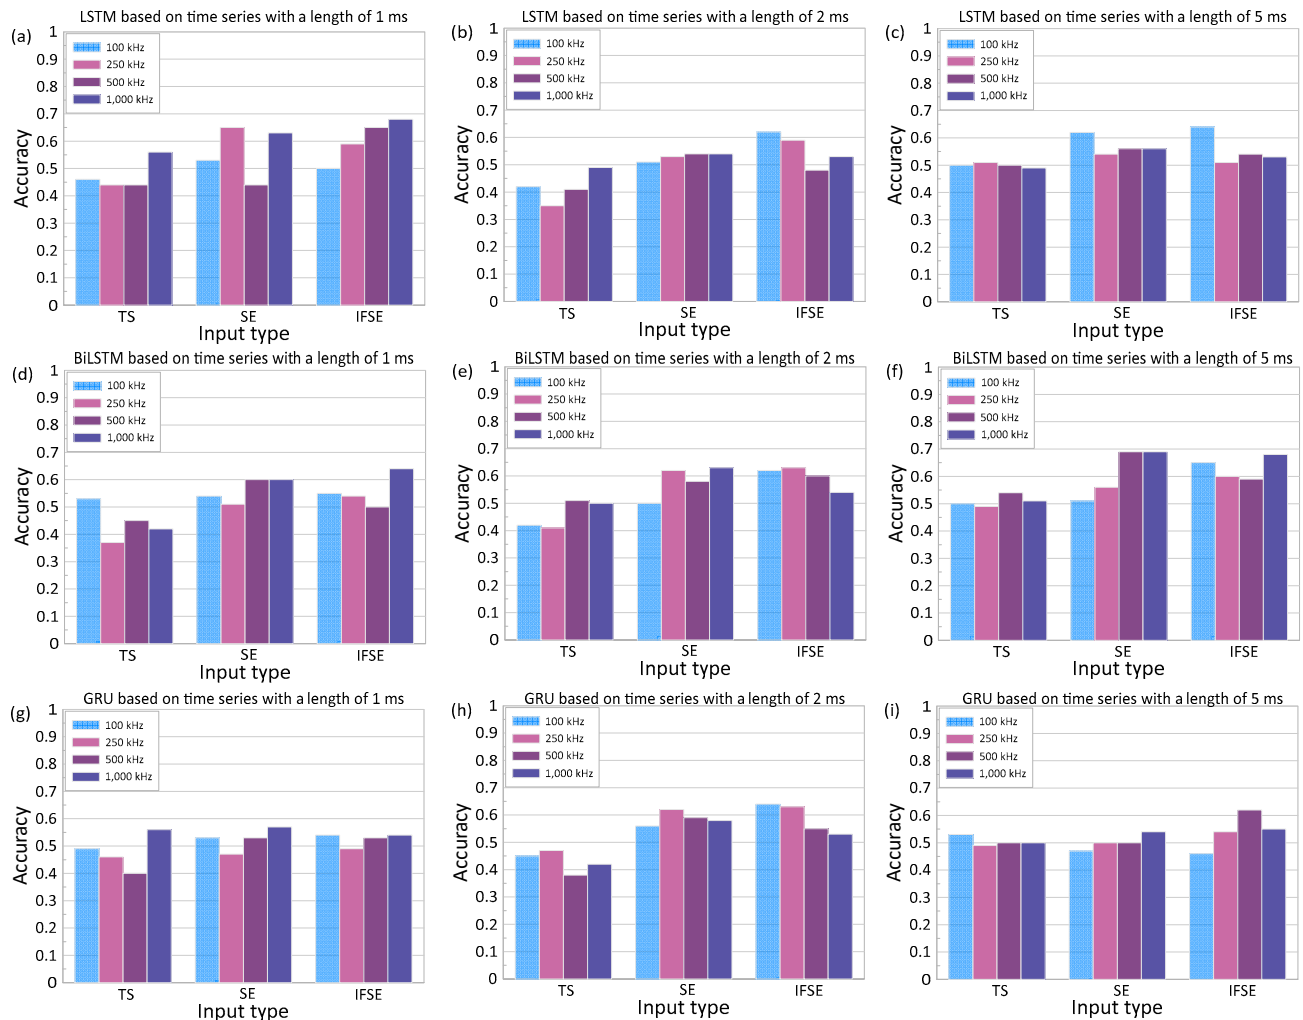 LSTM based on time series with a length of 1 ms
(a)
1
0.9
0.8
0.7
0.6
0.5
0.4
0.3
0.2
0.1
0
Accuracy
100 kHz
250 kHz
500 kHz
1,000 kHz
TS SE IFSE
Input type
LSTM based on time series with a length of 2 ms
(b)
1
0.9
0.8
0.7
0.6
0.5
0.4
0.3
0.2
0.1
0
Accuracy
100 kHz
250 kHz
500 kHz
1,000 kHz
TS SE IFSE
Input type
LSTM based on time series with a length of 5 ms
(c)
1
0.9
0.8
0.7
0.6
0.5
0.4
0.3
0.2
0.1
0
Accuracy
100 kHz
250 kHz
500 kHz
1,000 kHz
TS SE IFSE
Input type
BiLSTM based on time series with a length of 1 ms
(d)
1
0.9
0.8
0.7
0.6
0.5
0.4
0.3
0.2
0.1
0
Accuracy
100 kHz
250 kHz
500 kHz
1,000 kHz
TS SE IFSE
Input type
BiLSTM based on time series with a length of 2 ms
(e)
1
0.9
0.8
0.7
0.6
0.5
0.4
0.3
0.2
0.1
0
Accuracy
100 kHz
250 kHz
500 kHz
1,000 kHz
TS SE IFSE
Input type
BiLSTM based on time series with a length of 5 ms
(f)
1
0.9
0.8
0.7
0.6
0.5
0.4
0.3
0.2
0.1
0
Accuracy
100 kHz
250 kHz
500 kHz
1,000 kHz
TS SE IFSE
Input type
GRU based on time series with a length of 1 ms
(g)
1
0.9
0.8
0.7
0.6
0.5
0.4
0.3
0.2
0.1
0
Accuracy
100 kHz
250 kHz
500 kHz
1,000 kHz
TS SE IFSE
Input type
GRU based on time series with a length of 2 ms
(h)
1
0.9
0.8
0.7
0.6
0.5
0.4
0.3
0.2
0.1
0
Accuracy
100 kHz
250 kHz
500 kHz
1,000 kHz
TS SE IFSE
Input type
GRU based on time series with a length of 5 ms
(i)
1
0.9
0.8
0.7
0.6
0.5
0.4
0.3
0.2
0.1
0
Accuracy
100 kHz
250 kHz
500 kHz
1,000 kHz
TS SE IFSE
Input type